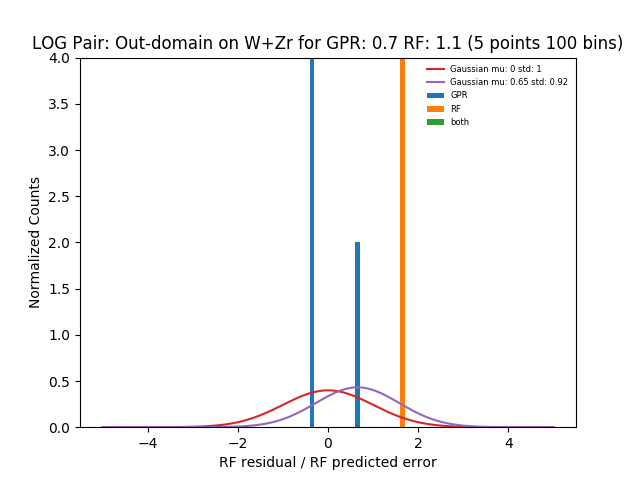 LOG Pair: Out-domain on W+Zr for GPR: 0.7 RF: 1.1 (5 points 100 bins)
4.0
3.5
3.0
2.5
2.0
1.5
1.0
0.5
0.0
Normalized Counts
Gaussian mu: 0 std: 1
Gaussian mu: 0.65 std: 0.92
GPR
RF
both
−4
−2
0
2
4
RF residual / RF predicted error